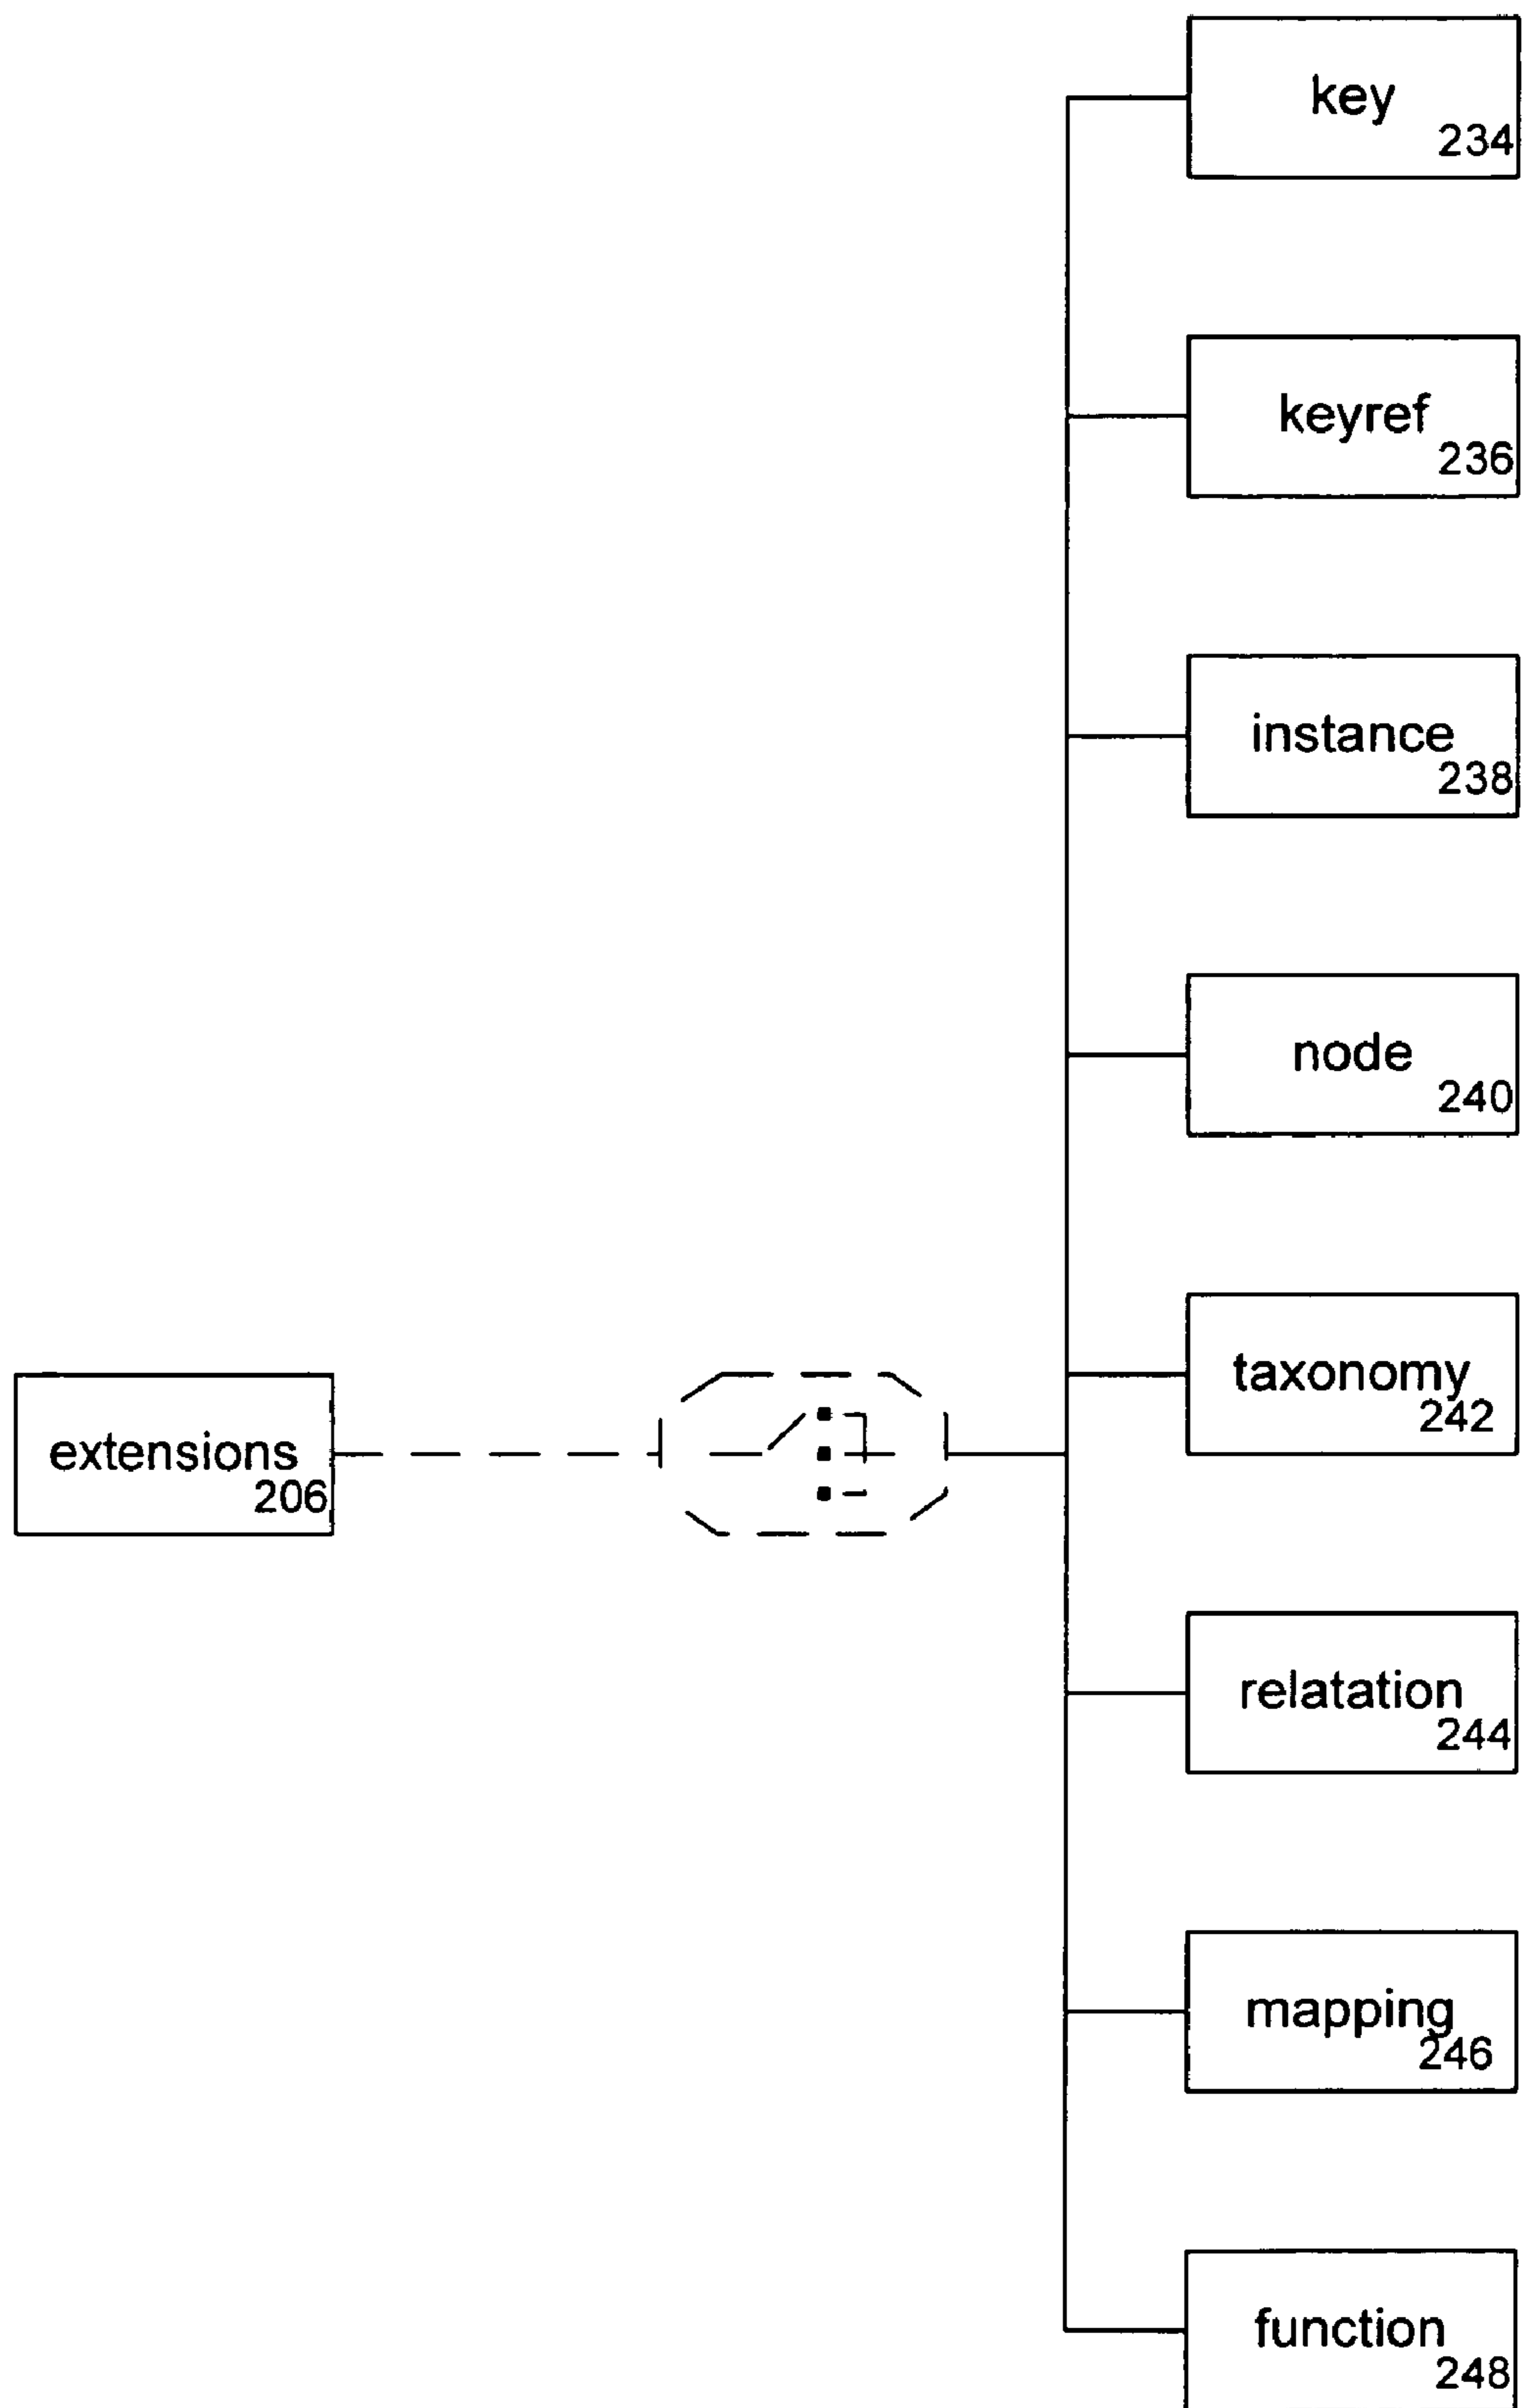 key
234
keyref
236
instance
238
node
240
taxonomy
242
extensions
206
relatation
244
mapping
246
function
248